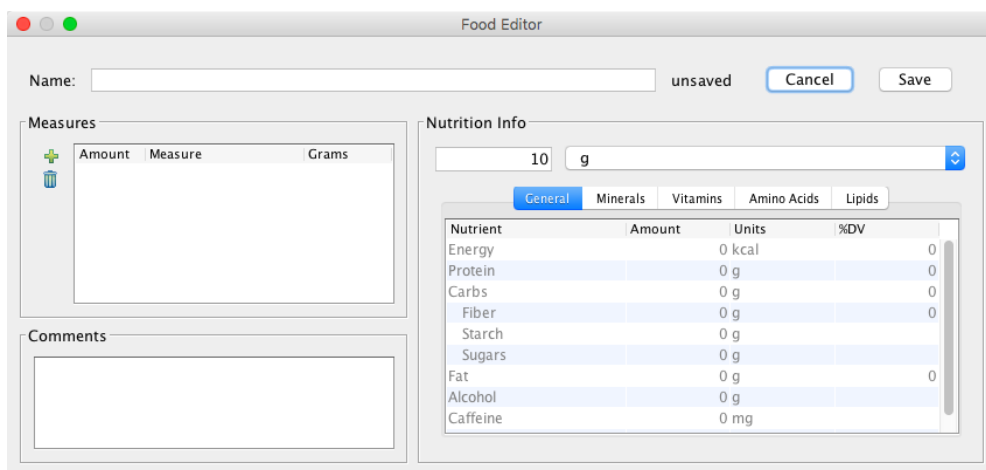 Food Editor
Name: unsaved Cancel Save
Measures
Amount Measure Grams
Comments
Nutrition Info
10 g
General Minerals Vitamins Amino Acids Lipids
Nutrient Amount Units %DV
Energy 0 kcal 0
Protein 0 g 0
Carbs 0 g 0
Fiber 0 g 0
Starch 0 g
Sugars 0 g
Fat 0 g 0
Alcohol 0 g
Caffeine 0 mg